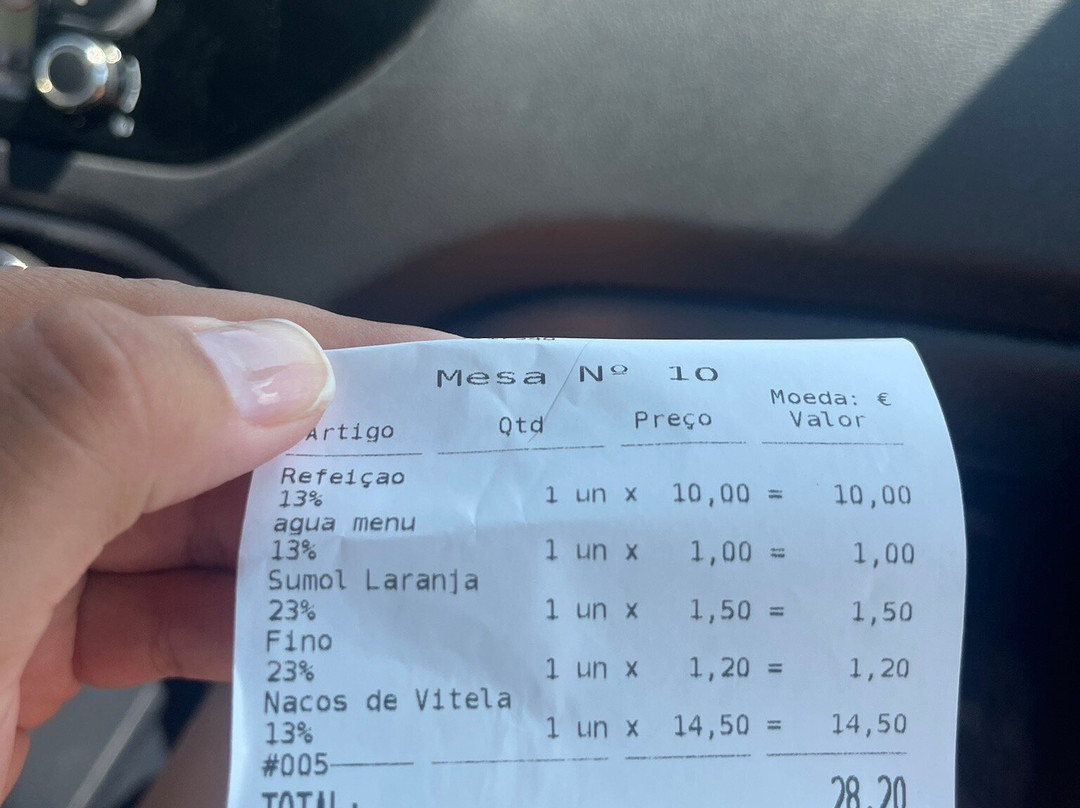 Mesa Nº 10
Moeda: €
Artigo Qtd Preço Valor
Refeiçao
13% 1 un x 10,00 = 10,00
agua menu
13% 1 un x 1,00 = 1,00
Sumol Laranja
23% 1 un x 1,50 = 1,50
Fino
23% 1 un x 1,20 = 1,20
Nacos de Vitela
13% 1 un x 14,50 = 14,50
#005
TOTAL: 28,20